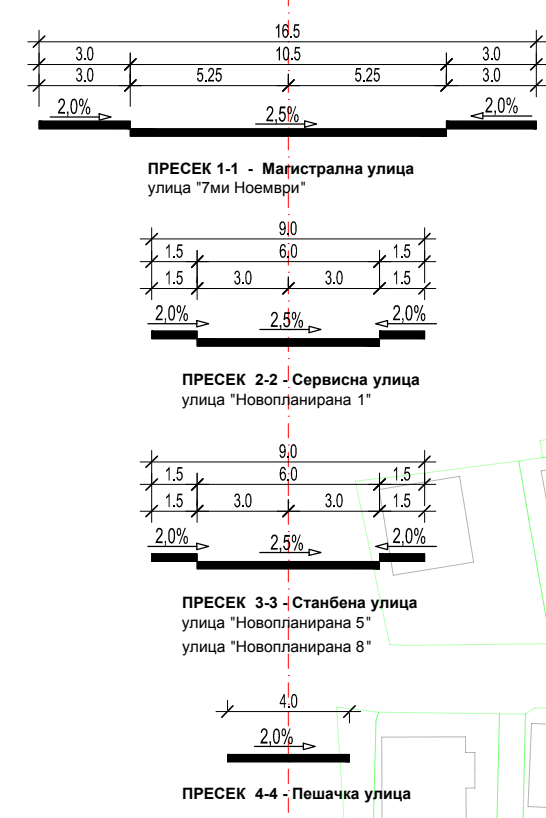 16.5
3.0 10.5 3.0
3.0 5.25 5.25 3.0
2,0% 2,5% 2,0%
ПРЕСЕК 1-1 - Магистрална улица
улица "7ми Ноември"
9.0
1.5 6.0 1.5
1.5 3.0 3.0 1.5
2,0% 2,5% 2,0%
ПРЕСЕК 2-2 - Сервисна улица
улица "Новопланирана 1"
9.0
1.5 6.0 1.5
1.5 3.0 3.0 1.5
2,0% 2,5% 2,0%
ПРЕСЕК 3-3 - Станбена улица
улица "Новопланирана 5"
улица "Новопланирана 8"
4.0
2,0%
ПРЕСЕК 4-4 - Пешачка улица